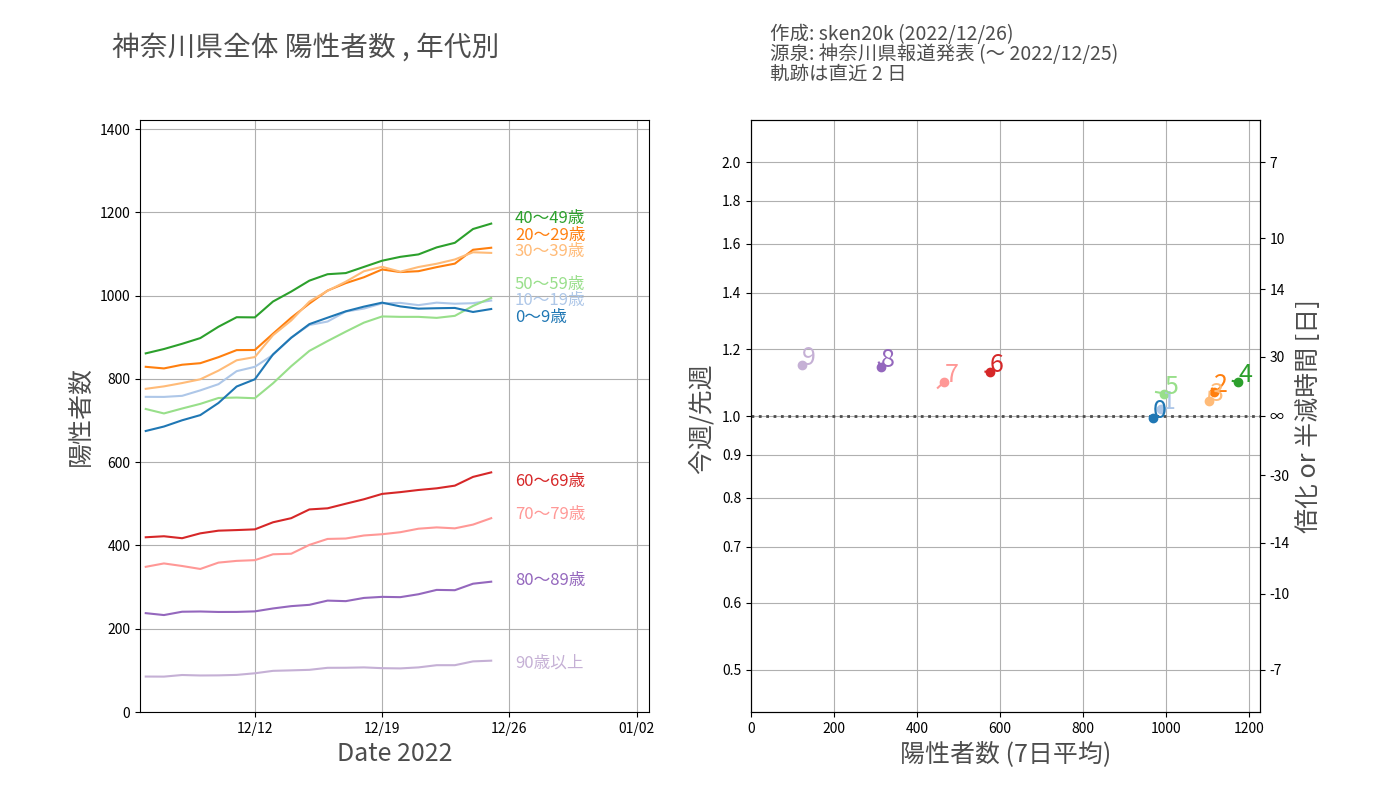 神奈川県全体 陽性者数 , 年代別
作成: sken20k (2022/12/26)
源泉: 神奈川県報道発表 (〜 2022/12/25)
軌跡は直近 2 日
陽性者数
1400
1200
1000
800
600
400
200
0
12/12
12/19
12/26
01/02
Date 2022
40〜49歳
20〜29歳
30〜39歳
50〜59歳
10〜19歳
0〜9歳
60〜69歳
70〜79歳
80〜89歳
90歳以上
今週/先週
2.0
1.8
1.6
1.4
1.2
1.0
0.9
0.8
0.7
0.6
0.5
0
200
400
600
800
1000
1200
陽性者数 (7日平均)
9
8
7
6
5
4
2
3
1
0
7
10
14
30
∞
-30
-14
-10
-7
倍化 or 半減時間 [日]